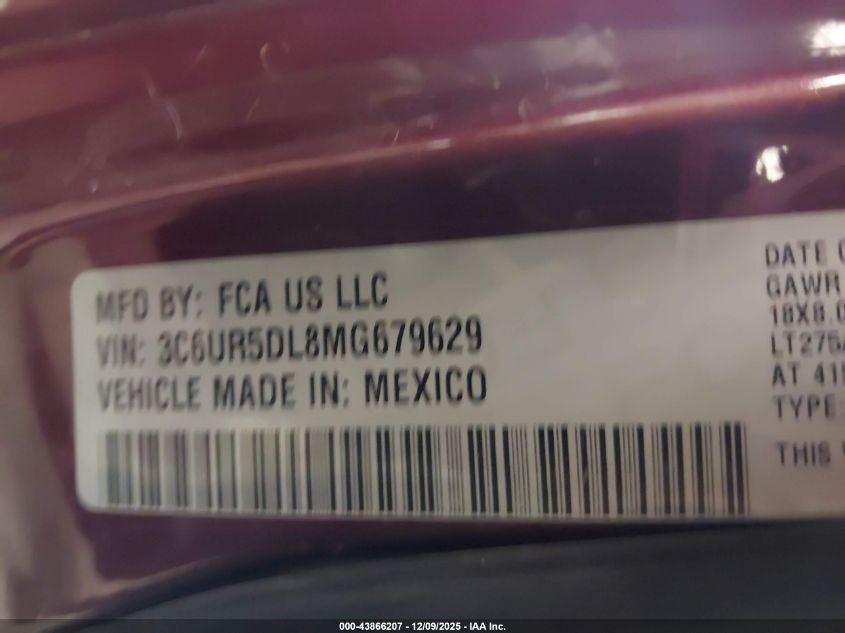 MFD BY: FCA US LLC
VIN: 3C6UR5DL8MG679629
VEHICLE MADE IN: MEXICO
DATE O
GAWR
18X8.0
LT275/
AT 415
TYPE:
THIS
000-43866207 - 12/09/2025 - IAA Inc.